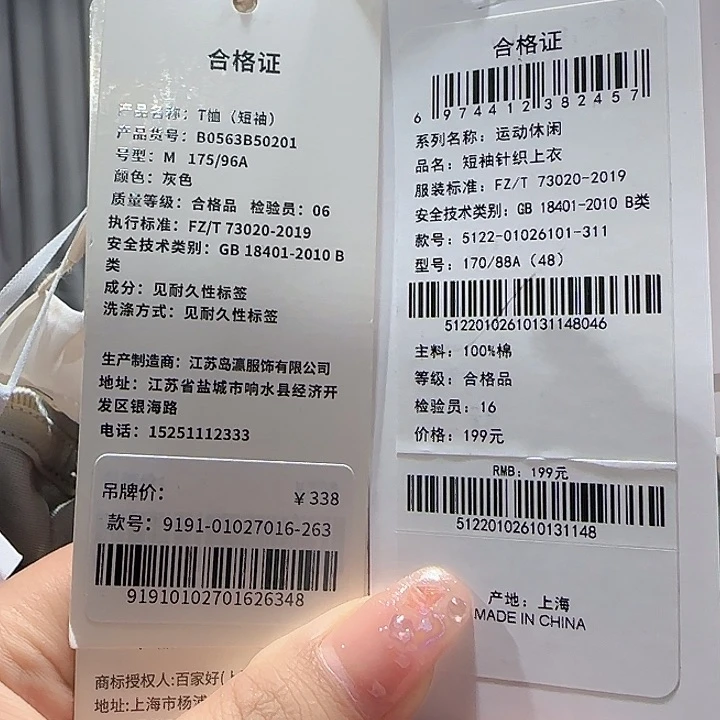 合格证
产品名称：T恤（短袖）
产品货号：B0563B50201
号型：M 175/96A
颜色：灰色
质量等级：合格品 检验员：06
执行标准：FZ/T 73020-2019
安全技术类别：GB 18401-2010 B
类
成分：见耐久性标签
洗涤方式：见耐久性标签
生产制造商：江苏岛瀛服饰有限公司
地址：江苏省盐城市响水县经济开
发区银海路
电话：15251112333
吊牌价：
￥338
款号：9191-01027016-263
91910102701626348
商标授权人:百家好(上
地址:上海市杨浦
合格证
6 974412 382457
系列名称：运动休闲
品名：短袖针织上衣
服装标准：FZ/T 73020-2019
安全技术类别：GB 18401-2010 B类
款号：5122-01026101-311
型号：170/88A（48）
51220102610131148046
主料：100%棉
等级：合格品
检验员：16
价格：199元
RMB：199元
51220102610131148
产地：上海
MADE IN CHINA